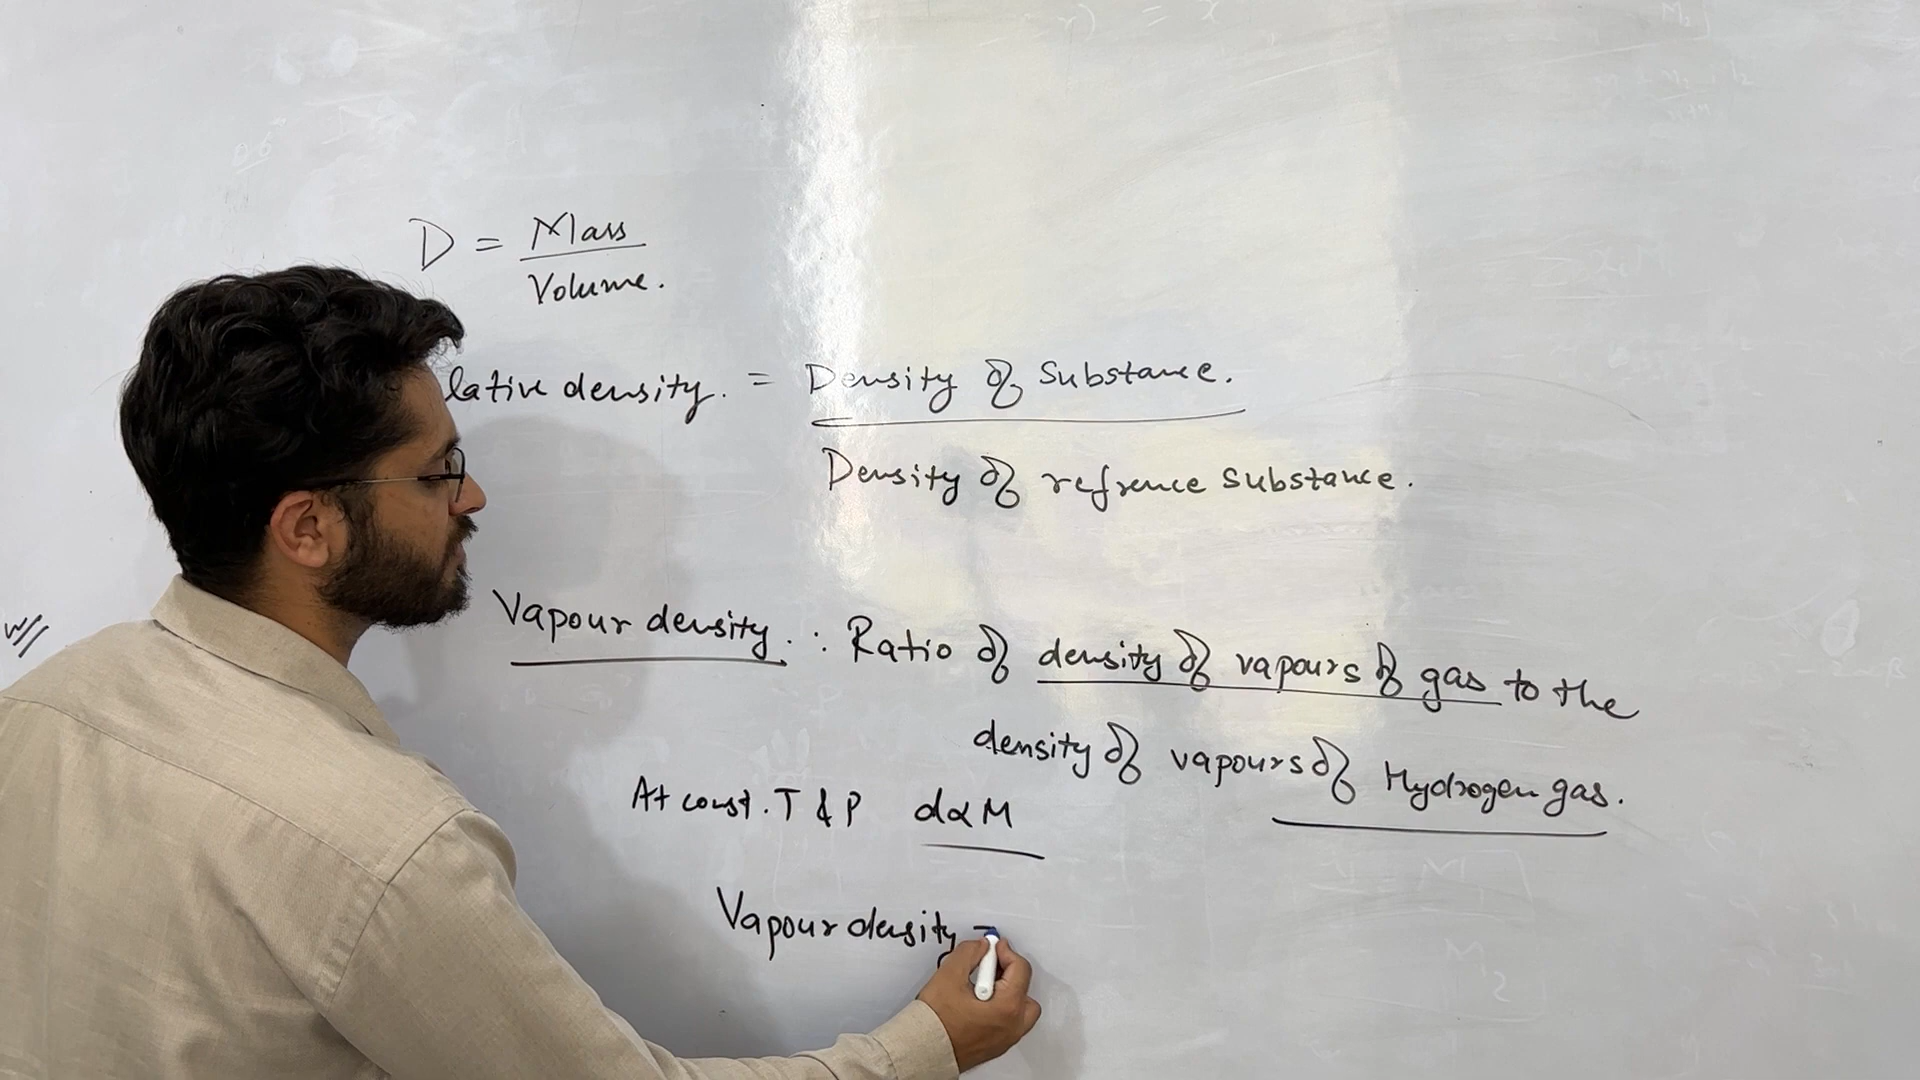 D = Mass
Volume.
lative density. = Density of Substance.
Density of refrence substance.
Vapour density. : Ratio of density of vapours of gas to the
density of vapours of Hydrogen gas.
At const. T & P d α M
Vapour density =